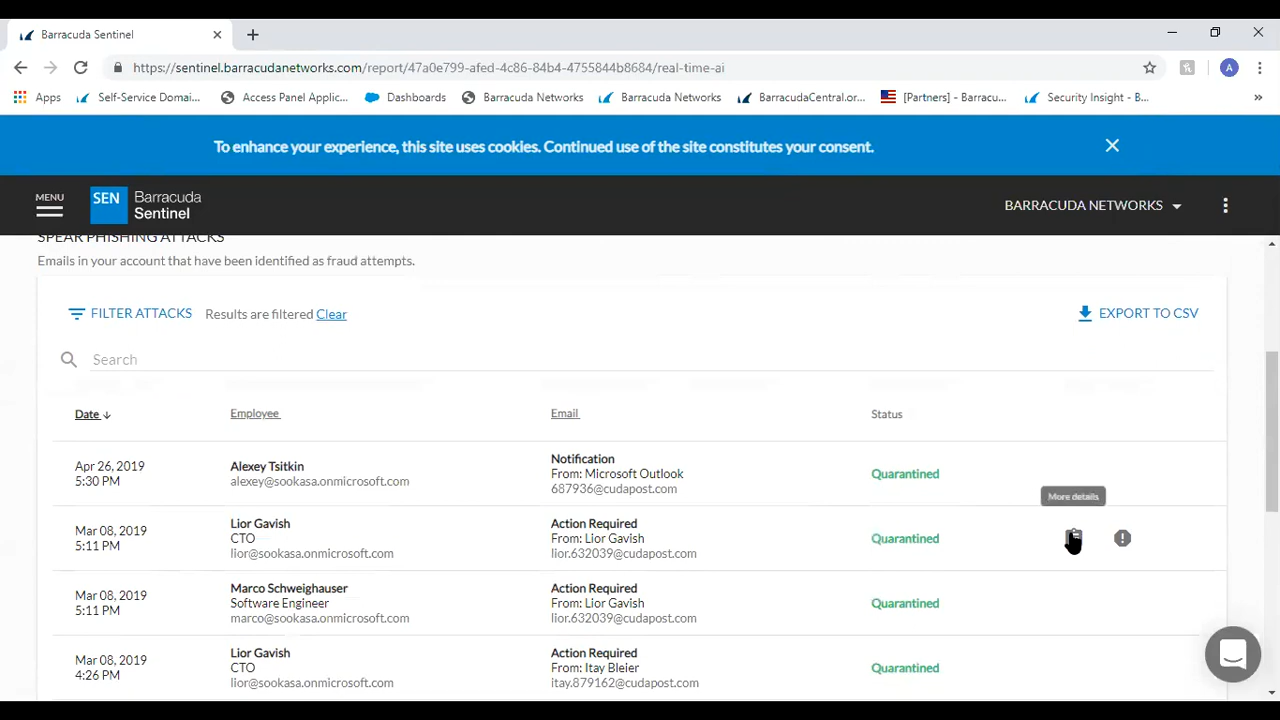 Barracuda Sentinel
https://sentinel.barracudanetworks.com/report/47a0e799-afed-4c86-84b4-4755844b8684/real-time-ai
A
Apps Self-Service Domai... Access Panel Applic... Dashboards Barracuda Networks Barracuda Networks BarracudaCentral.or... [Partners] – Barracu... Security Insight - B... »
To enhance your experience, this site uses cookies. Continued use of the site constitutes your consent.
MENU
SEN
Barracuda
Sentinel
BARRACUDA NETWORKS
SPEAR PHISHING ATTACKS
Emails in your account that have been identified as fraud attempts.
FILTER ATTACKS Results are filtered Clear EXPORT TO CSV
Search
Date Employee Email Status
Apr 26, 2019
5:30 PM
Alexey Tsitkin
alexey@sookasa.onmicrosoft.com
Notification
From: Microsoft Outlook
687936@cudapost.com
Quarantined
More details
Mar 08, 2019
5:11 PM
Lior Gavish
CTO
lior@sookasa.onmicrosoft.com
Action Required
From: Lior Gavish
lior.632039@cudapost.com
Quarantined
Mar 08, 2019
5:11 PM
Marco Schweighauser
Software Engineer
marco@sookasa.onmicrosoft.com
Action Required
From: Lior Gavish
lior.632039@cudapost.com
Quarantined
Mar 08, 2019
4:26 PM
Lior Gavish
CTO
lior@sookasa.onmicrosoft.com
Action Required
From: Itay Bleier
itay.879162@cudapost.com
Quarantined